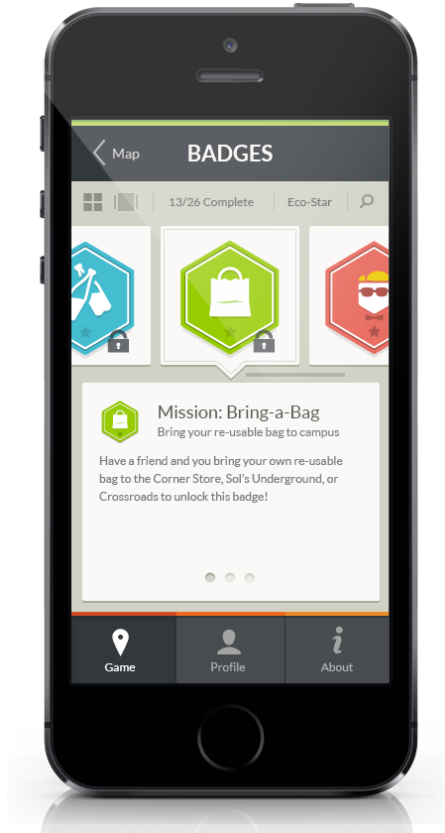 Map
BADGES
13/26 Complete
Eco-Star
Mission: Bring-a-Bag
Bring your re-usable bag to campus
Have a friend and you bring your own re-usable
bag to the Corner Store, Sol's Underground, or
Crossroads to unlock this badge!
Game
Profile
About